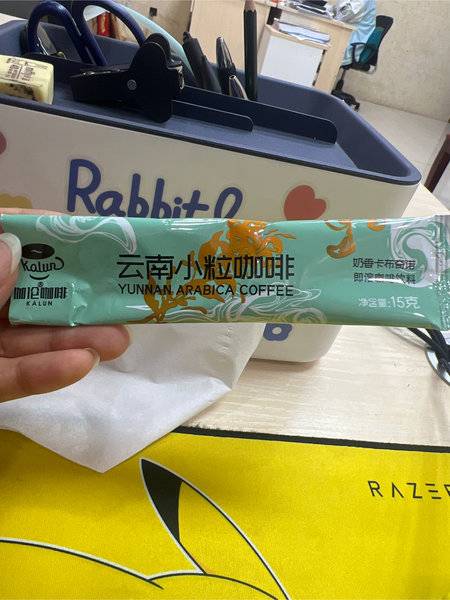 Rabbit
Kalun
咖伦咖啡®
KALUN
云南小粒咖啡
YUNNAN ARABICA COFFEE
奶香卡布奇诺
即溶咖啡饮料
净含量:15克
RAZER